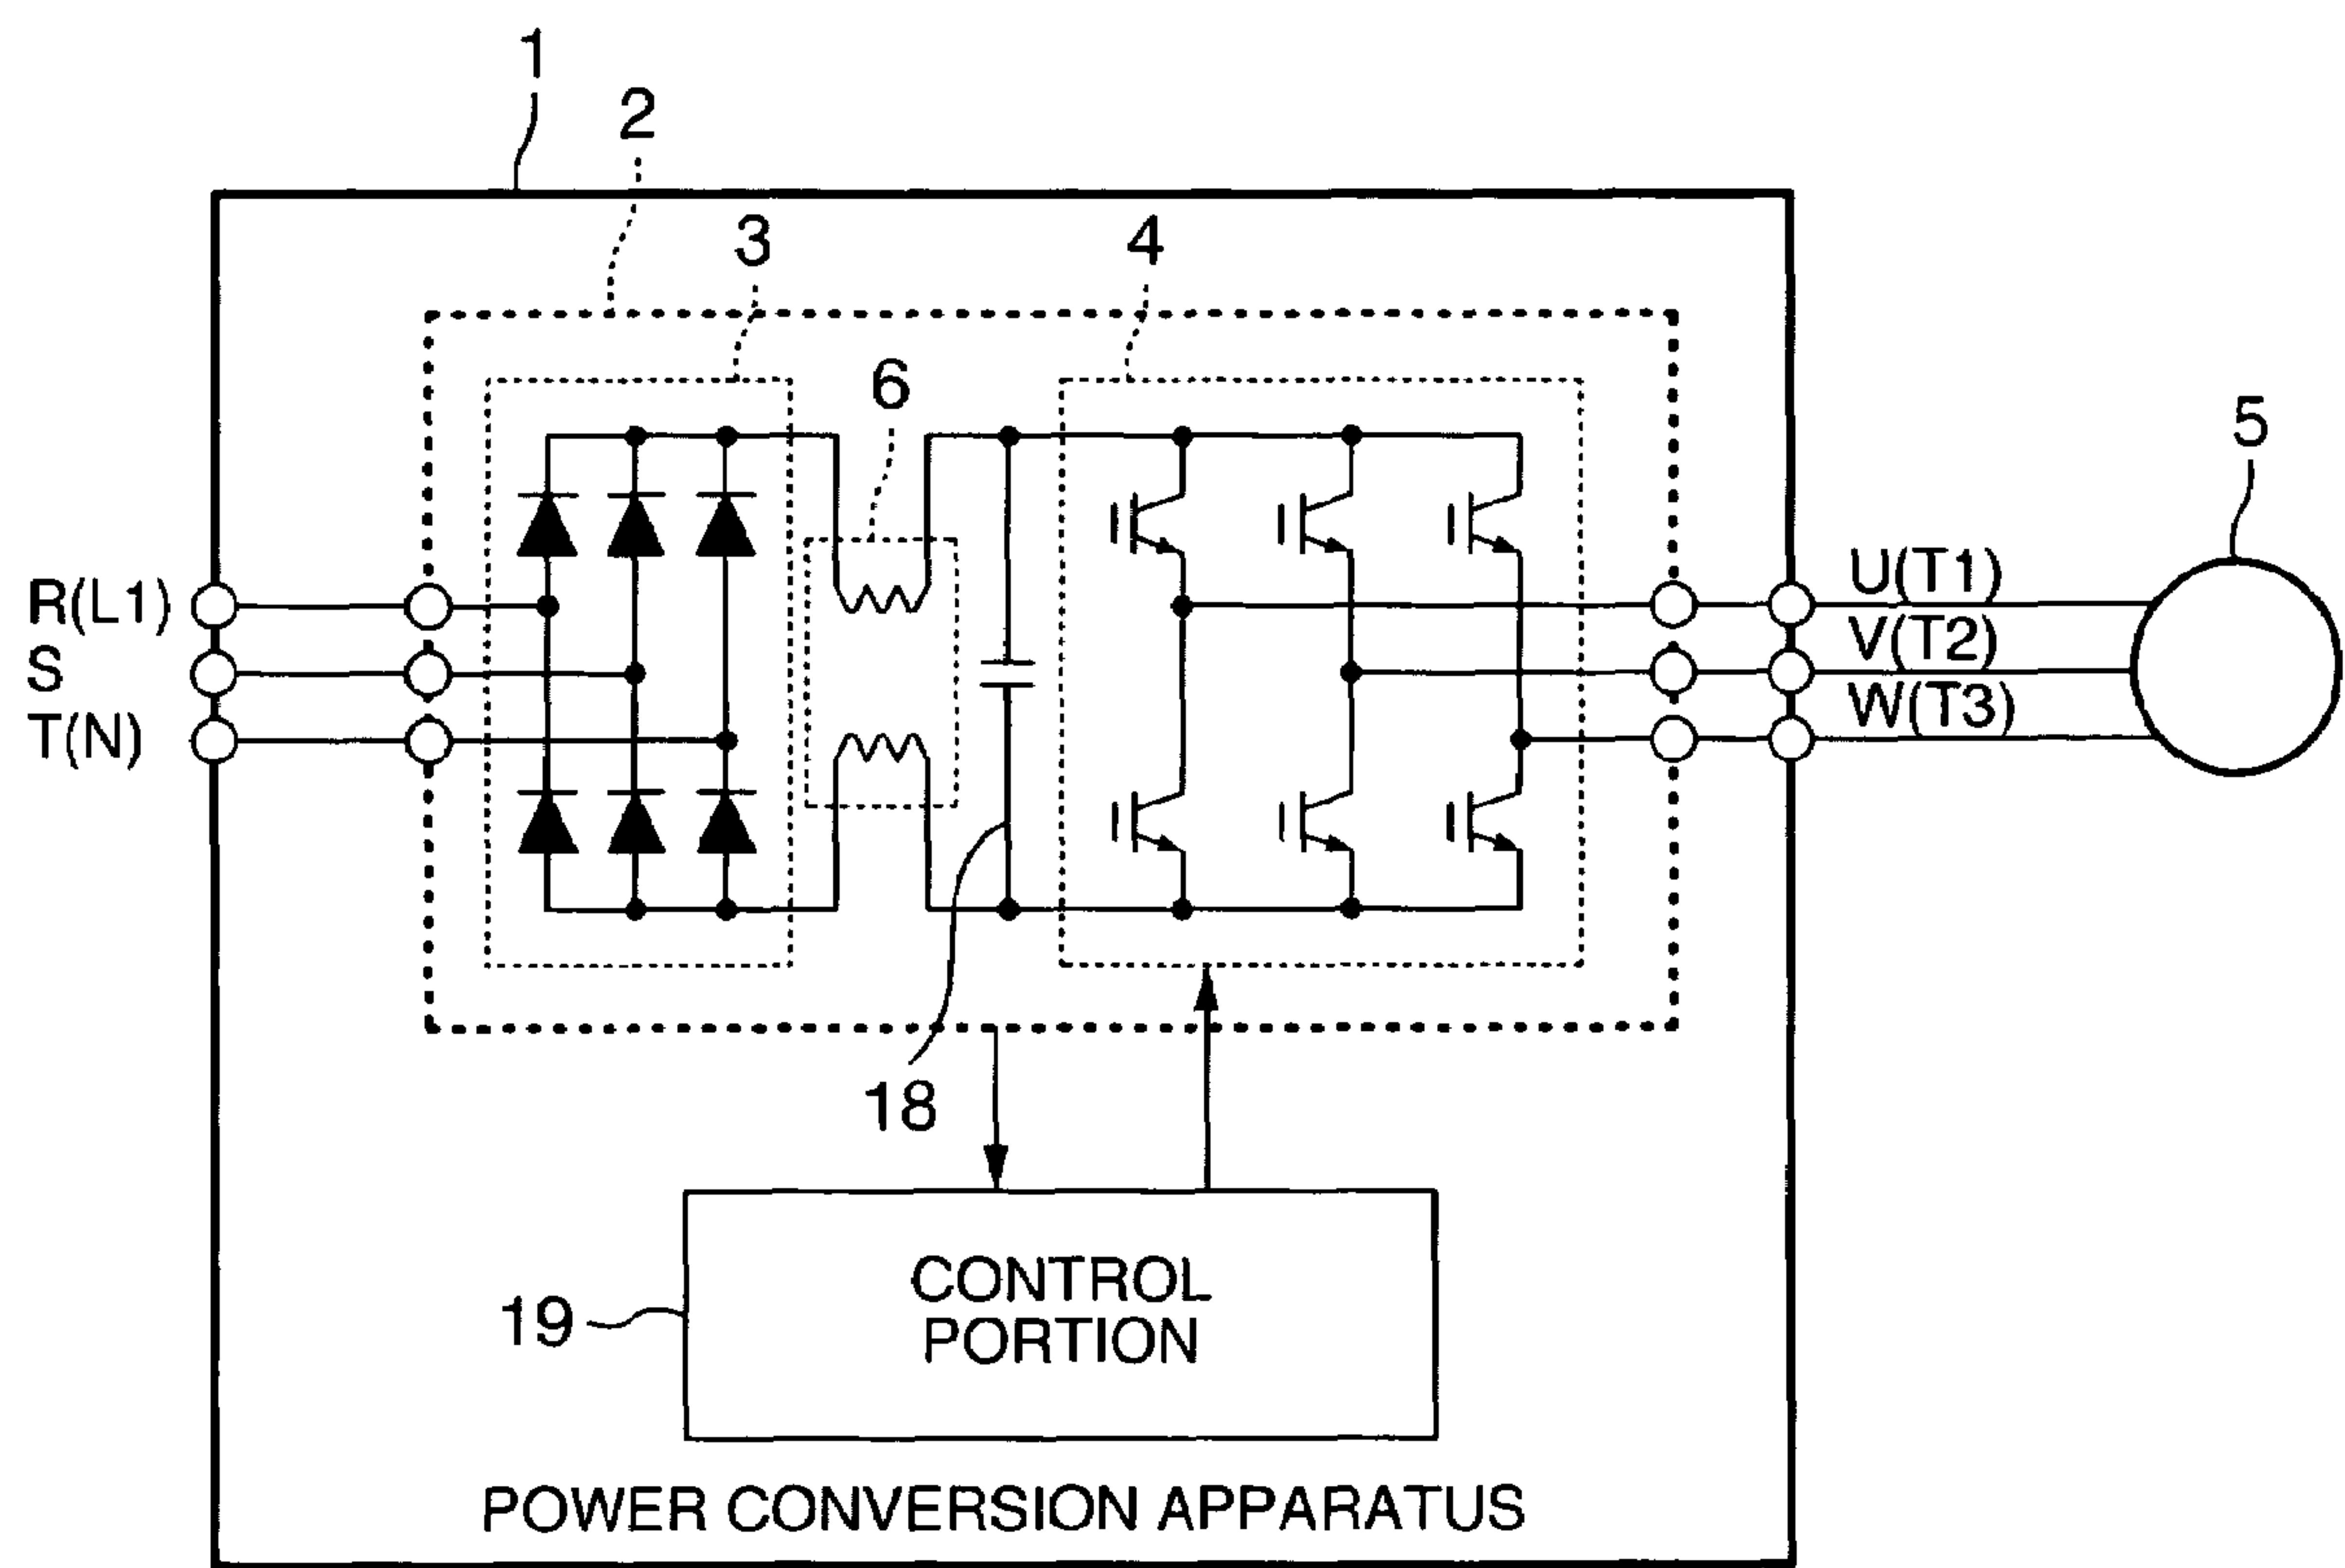 1
2
3
4
6
5
R(L1)
S
T(N)
U(T1)
V(T2)
W(T3)
18
19
CONTROL
PORTION
POWER CONVERSION APPARATUS